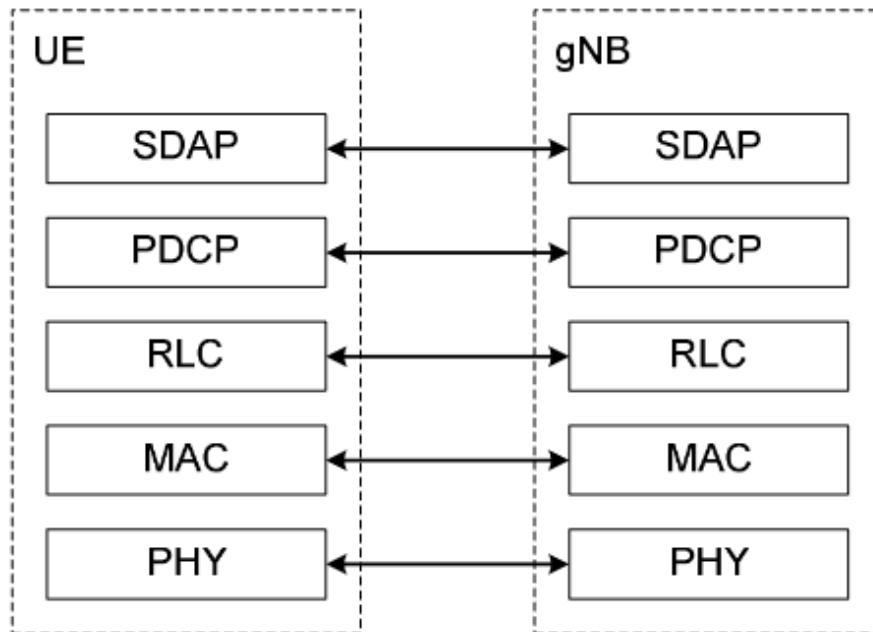 UE
gNB
SDAP
SDAP
PDCP
PDCP
RLC
RLC
MAC
MAC
PHY
PHY